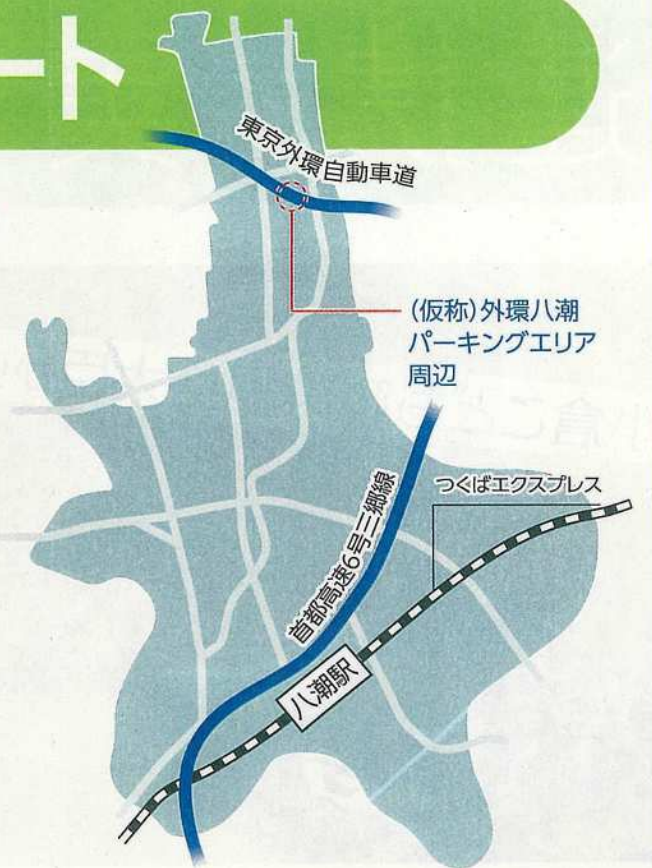 ート
東京外環自動車道
(仮称)外環八潮
パーキングエリア
周辺
つくばエクスプレス
首都高速6号三郷線
八潮駅